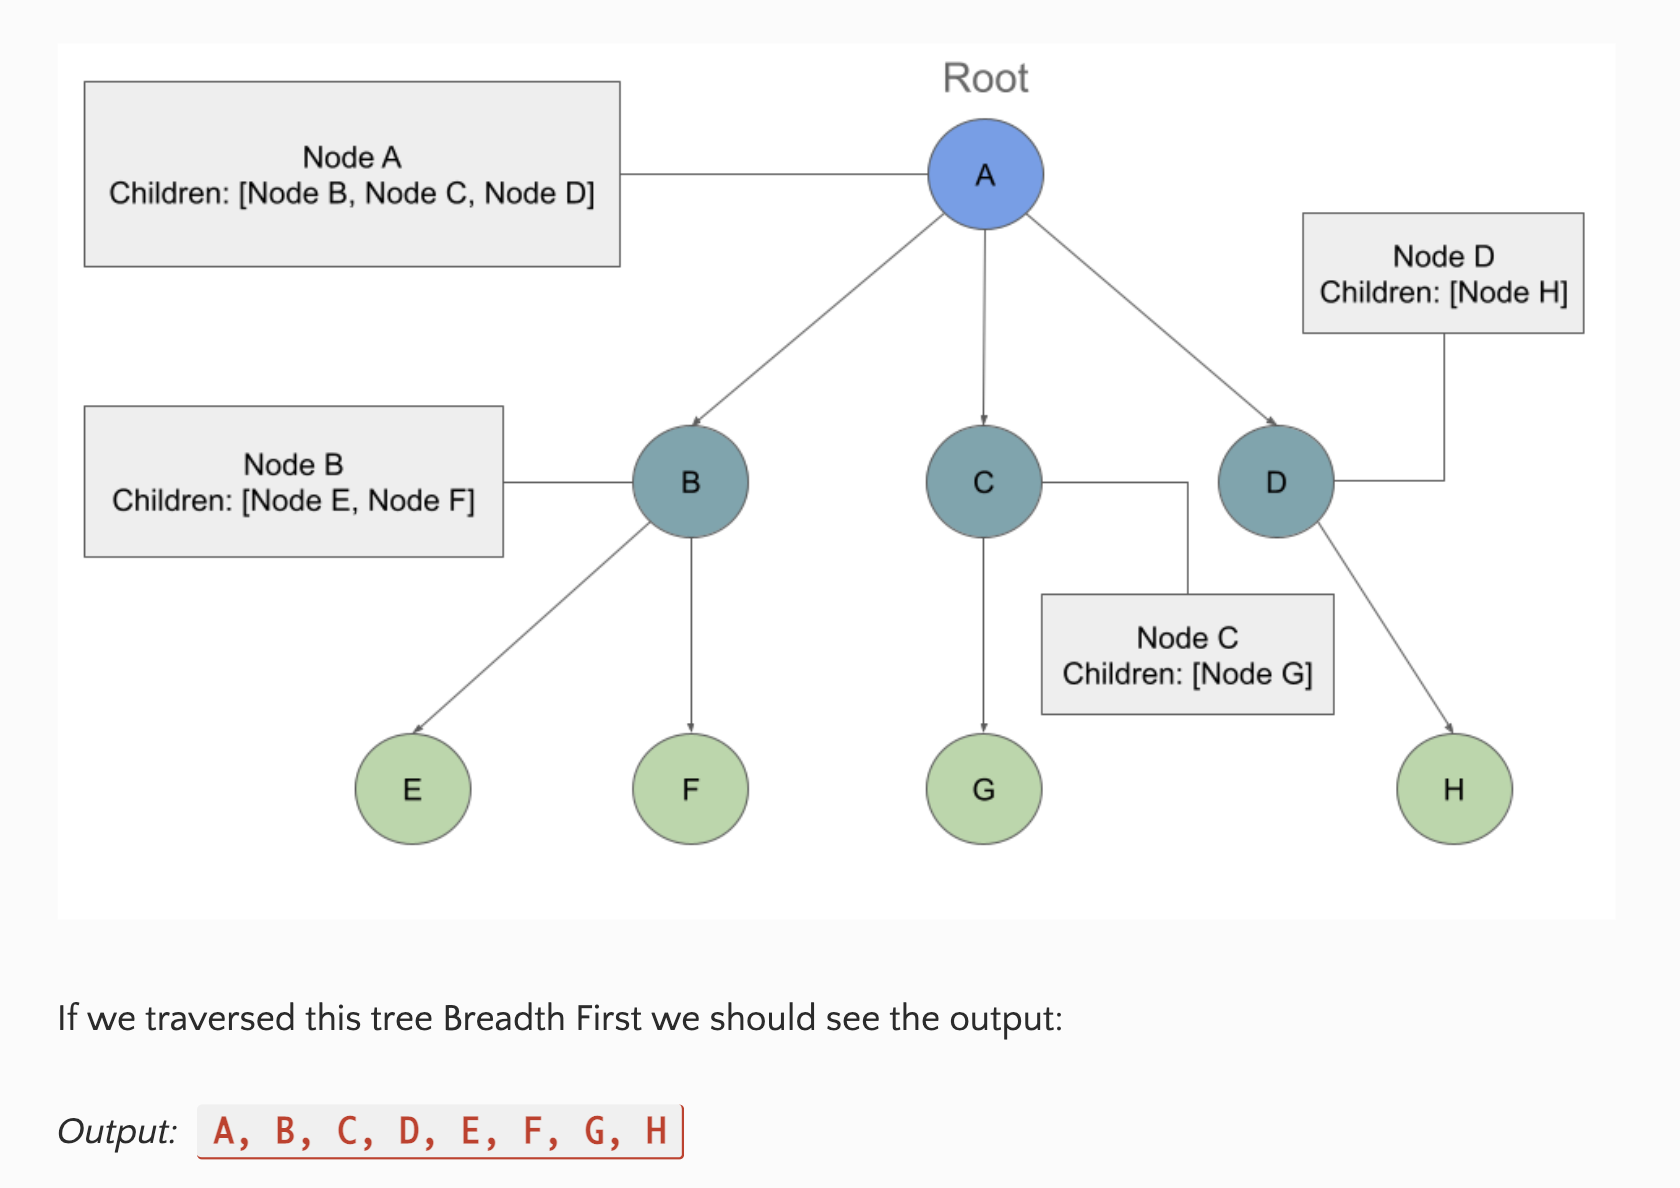 Root
Node A
Children: [Node B, Node C, Node D]
A
Node D
Children: [Node H]
Node B
Children: [Node E, Node F]
B
C
D
Node C
Children: [Node G]
E
F
G
H
If we traversed this tree Breadth First we should see the output:
Output: A, B, C, D, E, F, G, H